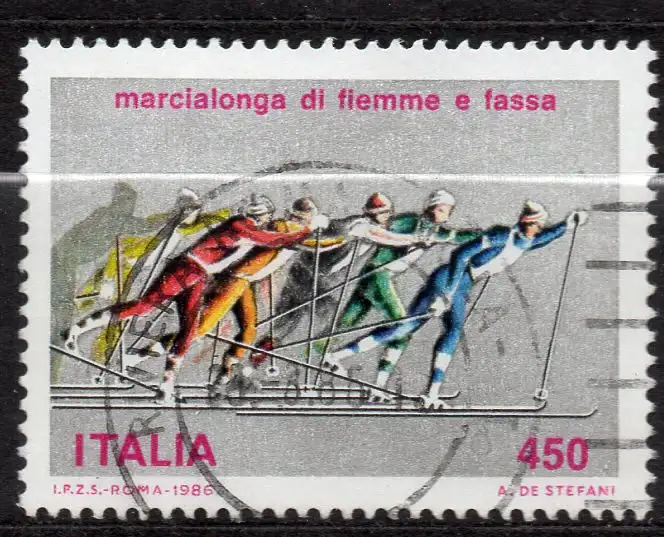 marcialonga di fiemme e fassa
ITALIA 450
I.P.Z.S.-ROMA-1986 A. DE STEFANI